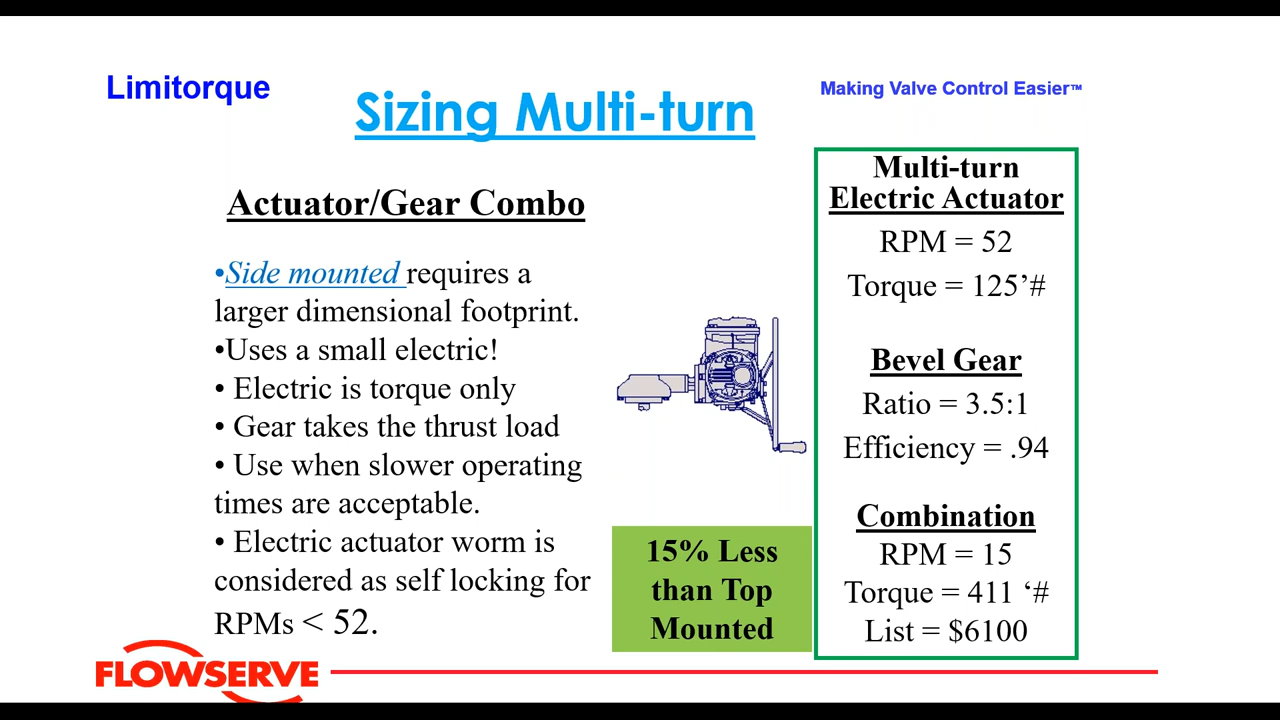 Limitorque
Sizing Multi-turn
Making Valve Control Easier™
Actuator/Gear Combo
•Side mounted requires a
larger dimensional footprint.
•Uses a small electric!
• Electric is torque only
• Gear takes the thrust load
• Use when slower operating
times are acceptable.
• Electric actuator worm is
considered as self locking for
RPMs < 52.
15% Less
than Top
Mounted
Multi-turn
Electric Actuator
RPM = 52
Torque = 125’#
Bevel Gear
Ratio = 3.5:1
Efficiency = .94
Combination
RPM = 15
Torque = 411 ‘#
List = $6100
FLOWSERVE